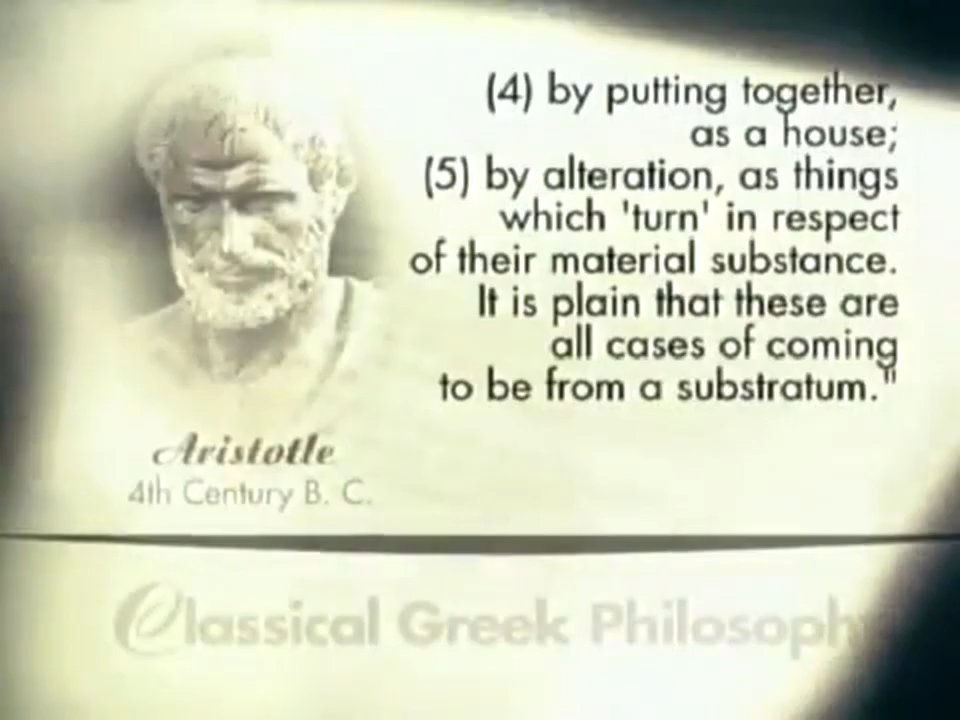 (4) by putting together,
as a house;
(5) by alteration, as things
which 'turn' in respect
of their material substance.
It is plain that these are
all cases of coming
to be from a substratum."
Aristotle
4th Century B. C.
Classical Greek Philosophy